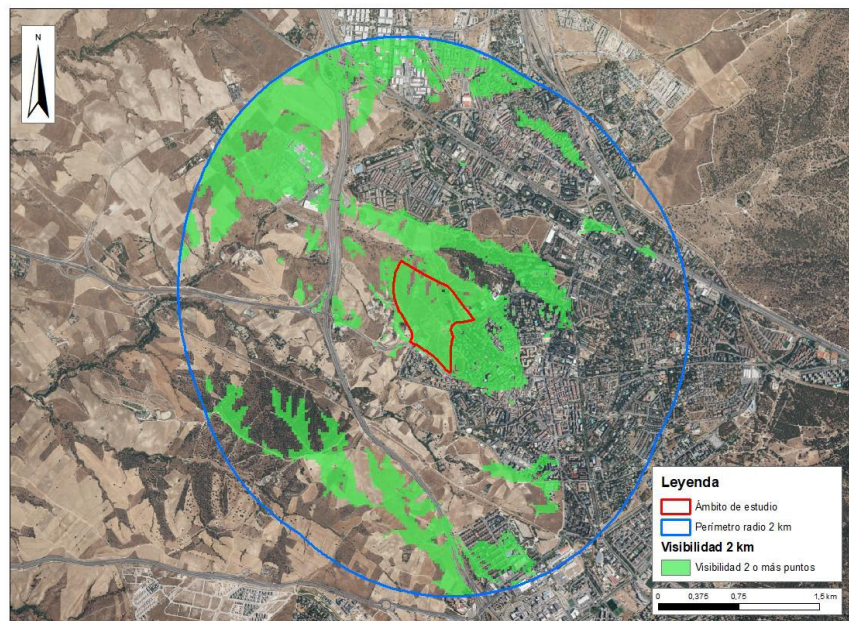 N
Leyenda
Ámbito de estudio
Perímetro radio 2 km
Visibilidad 2 km
Visibilidad 2 o más puntos
0 0,375 0,75 1,5 km